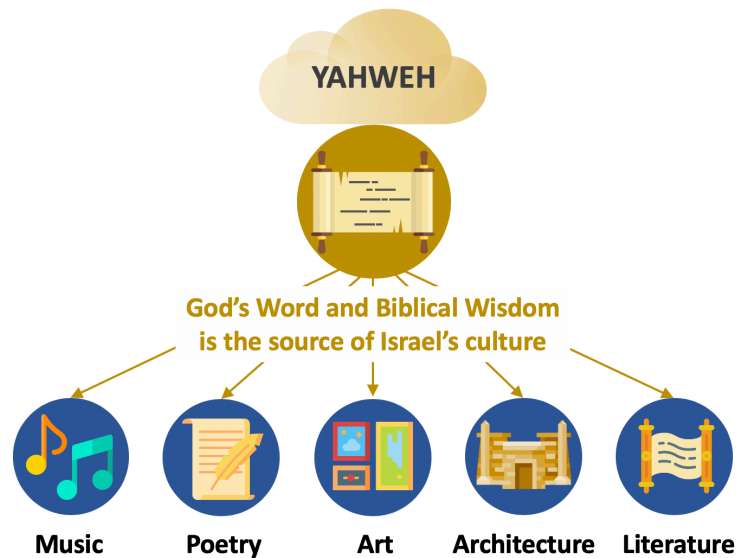 YAHWEH
God’s Word and Biblical Wisdom
is the source of Israel’s culture
Music
Poetry
Art
Architecture
Literature